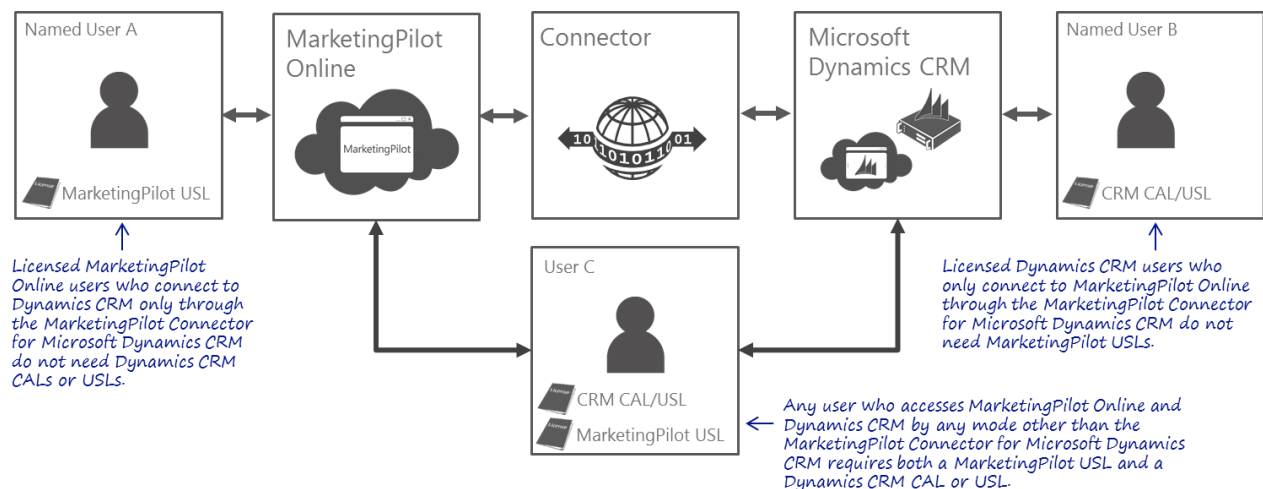 Named User A
MarketingPilot
Online
Connector
Microsoft
Dynamics CRM
Named User B
MarketingPilot
10110101100101
License
MarketingPilot USL
License
CRM CAL/USL
Licensed MarketingPilot
Online users who connect to
Dynamics CRM only through
the MarketingPilot Connector
for Microsoft Dynamics CRM
do not need Dynamics CRM
CALs or USLs.
User C
License
CRM CAL/USL
License
MarketingPilot USL
Licensed Dynamics CRM users who
only connect to MarketingPilot Online
through the MarketingPilot Connector
for Microsoft Dynamics CRM do not
need MarketingPilot USLs.
Any user who accesses MarketingPilot Online and
Dynamics CRM by any mode other than the
MarketingPilot Connector for Microsoft Dynamics
CRM requires both a MarketingPilot USL and a
Dynamics CRM CAL or USL.